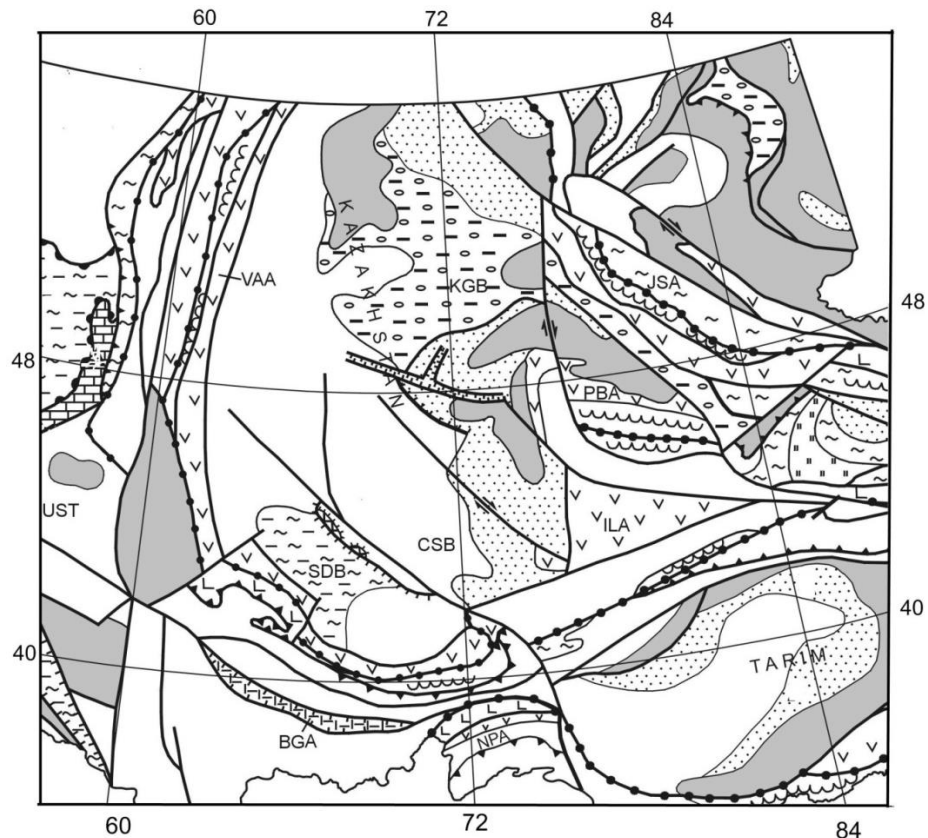 60
72
84
KAZAKHSTAN
VAA
KGB
JSA
48
48
PBA
UST
ILA
CSB
SDB
40
40
TARIM
BGA
NPA
60
72
84